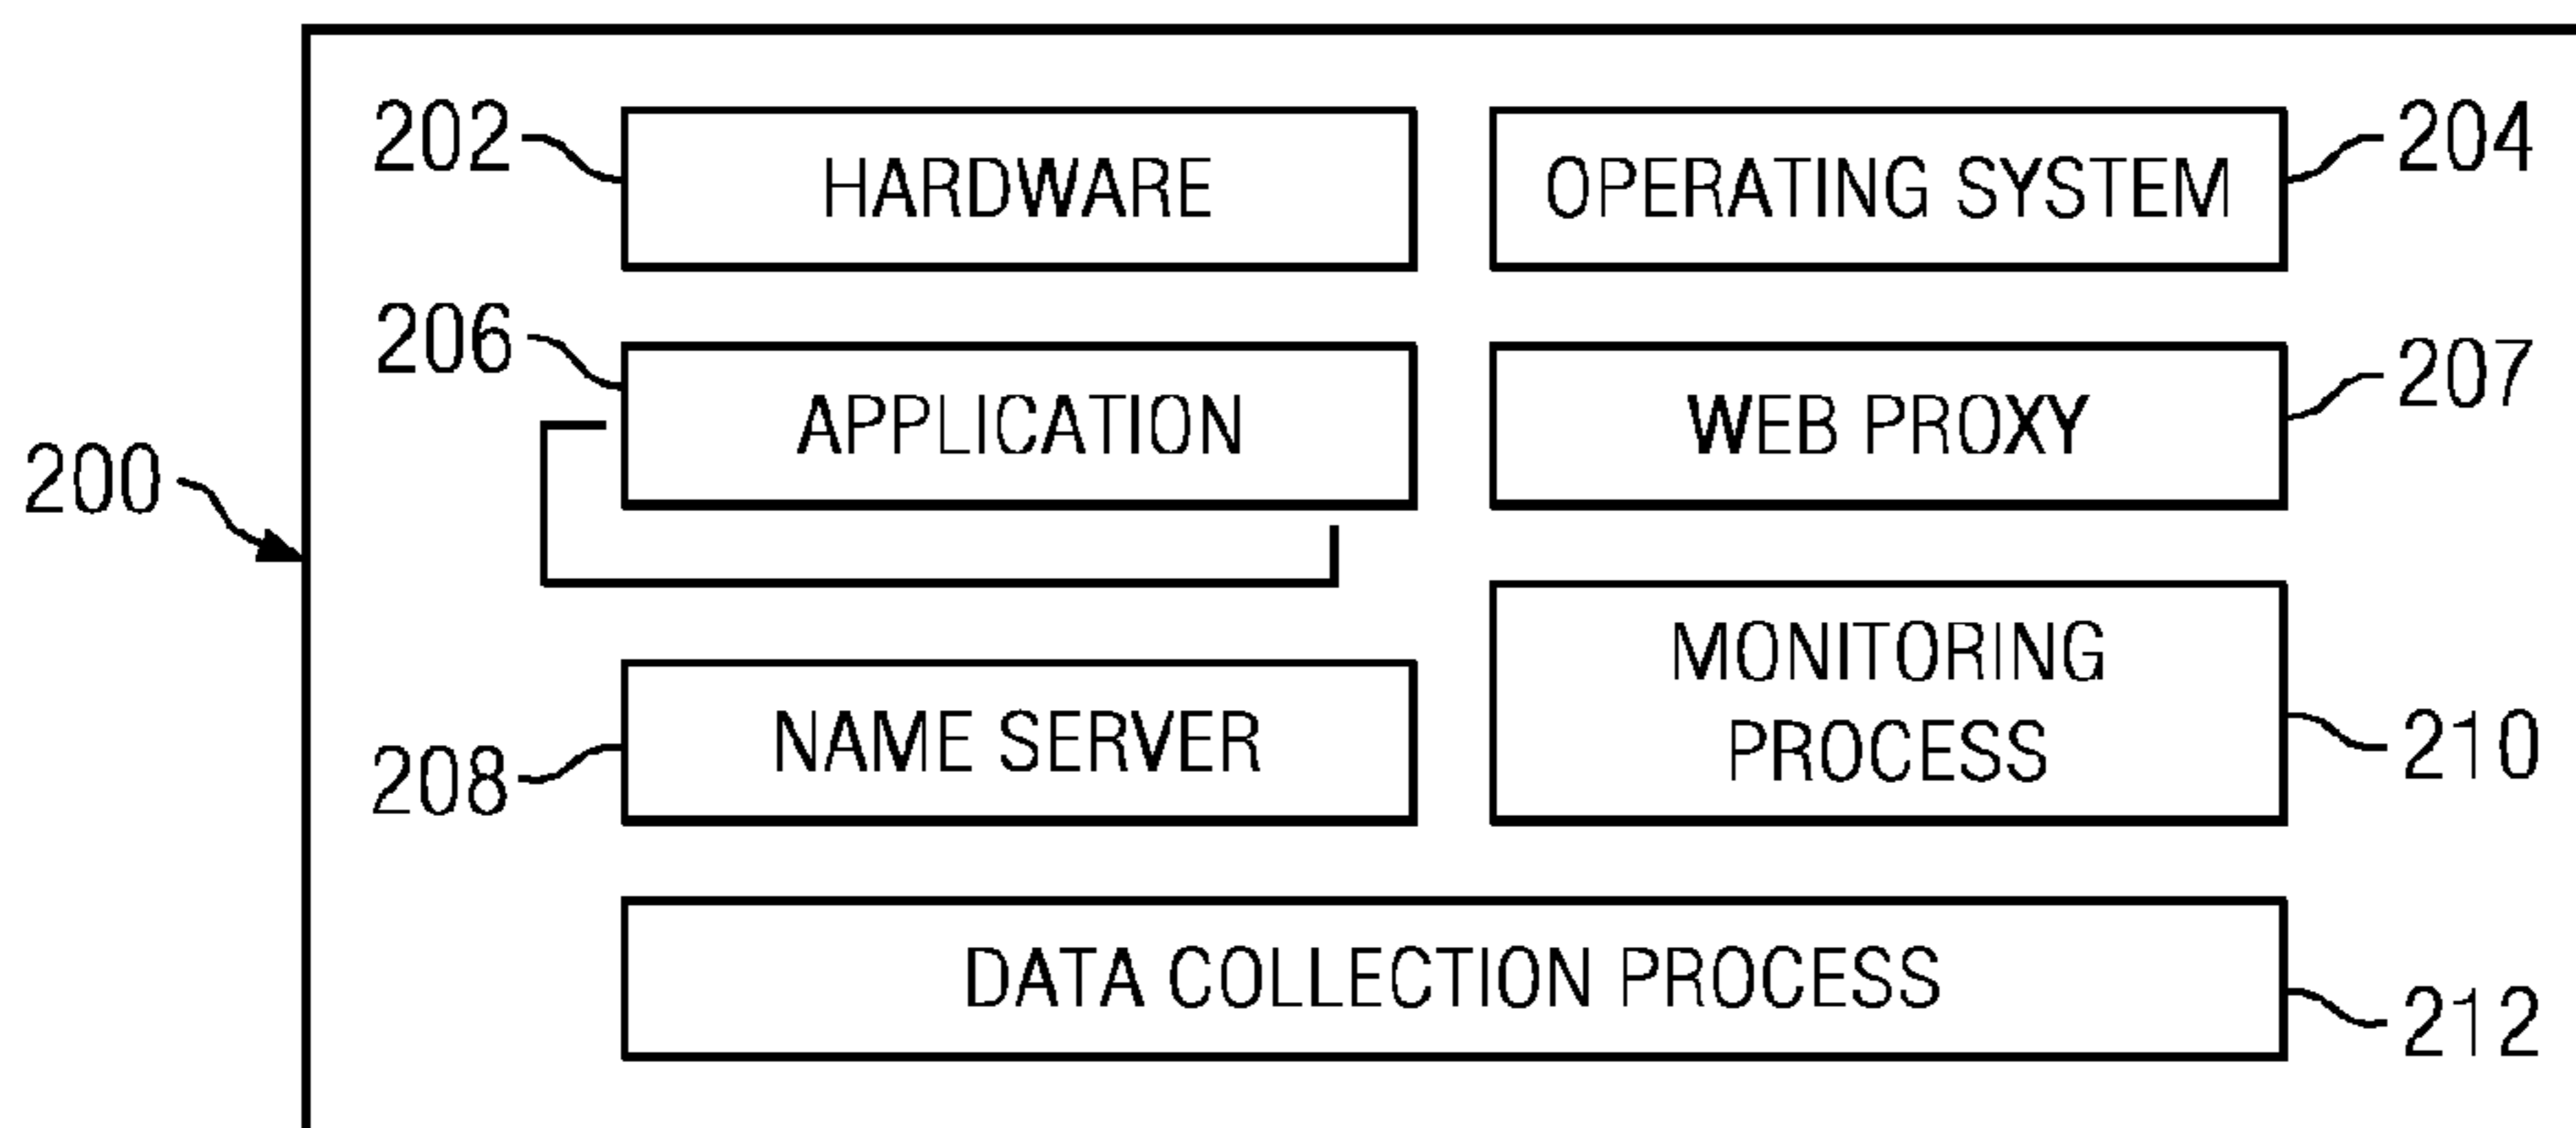 202
HARDWARE
OPERATING SYSTEM
204
206
APPLICATION
WEB PROXY
207
200
MONITORING
PROCESS
210
208
NAME SERVER
DATA COLLECTION PROCESS
212